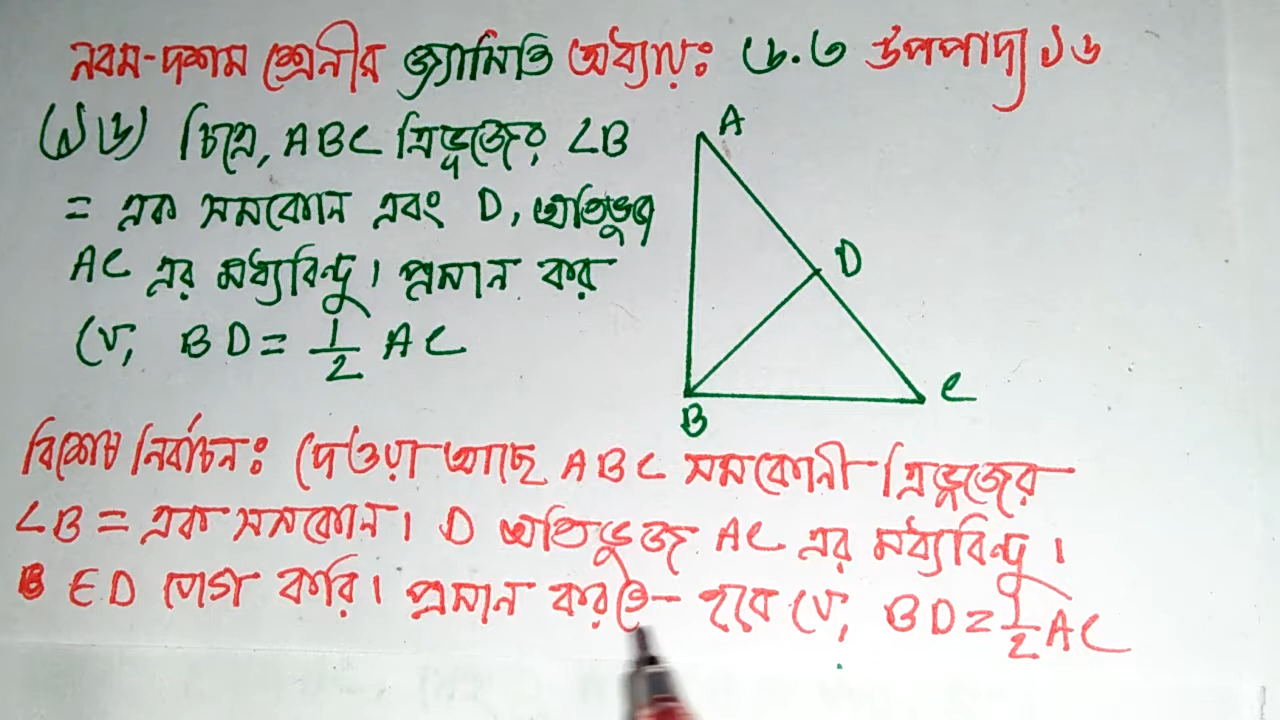 নবম-দশম শ্রেনীর জ্যামিতি অধ্যায়ঃ ৬.৩ উপপাদ্য ১৬
(১৬) চিত্রে, ABC ত্রিভুজের ∠B
= এক সমকোন এবং D, অতিভুজ
AC এর মধ্যবিন্দু। প্রমান কর
যে, BD = 1/2 AC
A
D
B
C
বিশেষ নির্বাচনঃ দেওয়া আছে ABC সমকোনী ত্রিভুজের
∠B = এক সমকোন। D অতিভুজ AC এর মধ্যবিন্দু।
B ED যোগ করি। প্রমান করতে হবে যে, BD = 1/2 AC